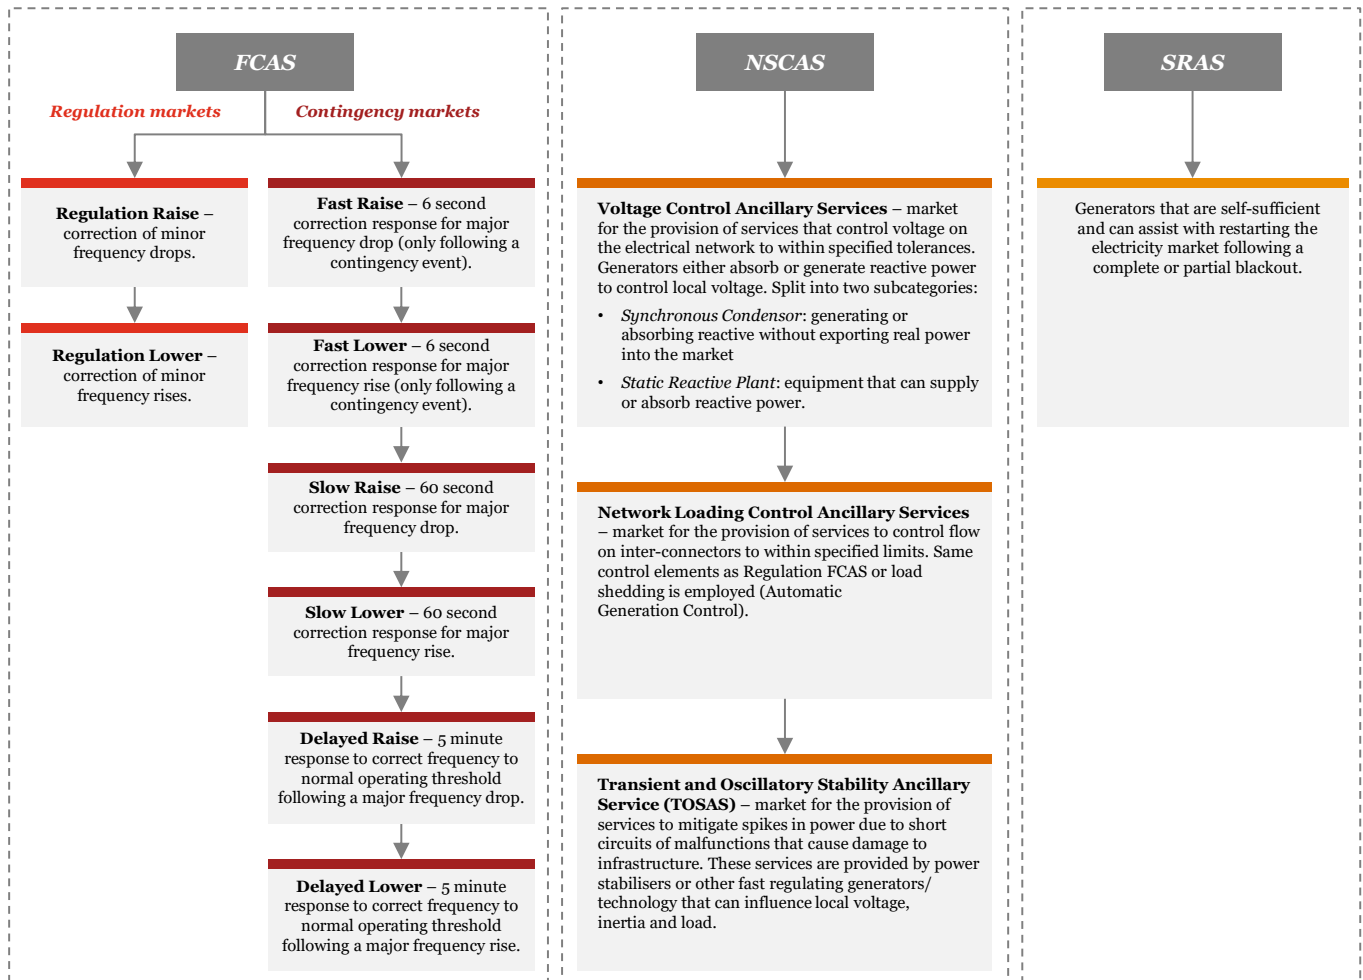 FCAS
Regulation markets
Contingency markets
Regulation Raise –
correction of minor
frequency drops.
Regulation Lower –
correction of minor
frequency rises.
Fast Raise – 6 second
correction response for major
frequency drop (only following a
contingency event).
Fast Lower – 6 second
correction response for major
frequency rise (only following a
contingency event).
Slow Raise – 60 second
correction response for major
frequency drop.
Slow Lower – 60 second
correction response for major
frequency rise.
Delayed Raise – 5 minute
response to correct frequency to
normal operating threshold
following a major frequency drop.
Delayed Lower – 5 minute
response to correct frequency to
normal operating threshold
following a major frequency rise.
NSCAS
Voltage Control Ancillary Services – market
for the provision of services that control voltage on
the electrical network to within specified tolerances.
Generators either absorb or generate reactive power
to control local voltage. Split into two subcategories:
• Synchronous Condensor: generating or
absorbing reactive without exporting real power
into the market
• Static Reactive Plant: equipment that can supply
or absorb reactive power.
Network Loading Control Ancillary Services
– market for the provision of services to control flow
on inter-connectors to within specified limits. Same
control elements as Regulation FCAS or load
shedding is employed (Automatic
Generation Control).
Transient and Oscillatory Stability Ancillary
Service (TOSAS) – market for the provision of
services to mitigate spikes in power due to short
circuits of malfunctions that cause damage to
infrastructure. These services are provided by power
stabilisers or other fast regulating generators/
technology that can influence local voltage,
inertia and load.
SRAS
Generators that are self-sufficient
and can assist with restarting the
electricity market following a
complete or partial blackout.